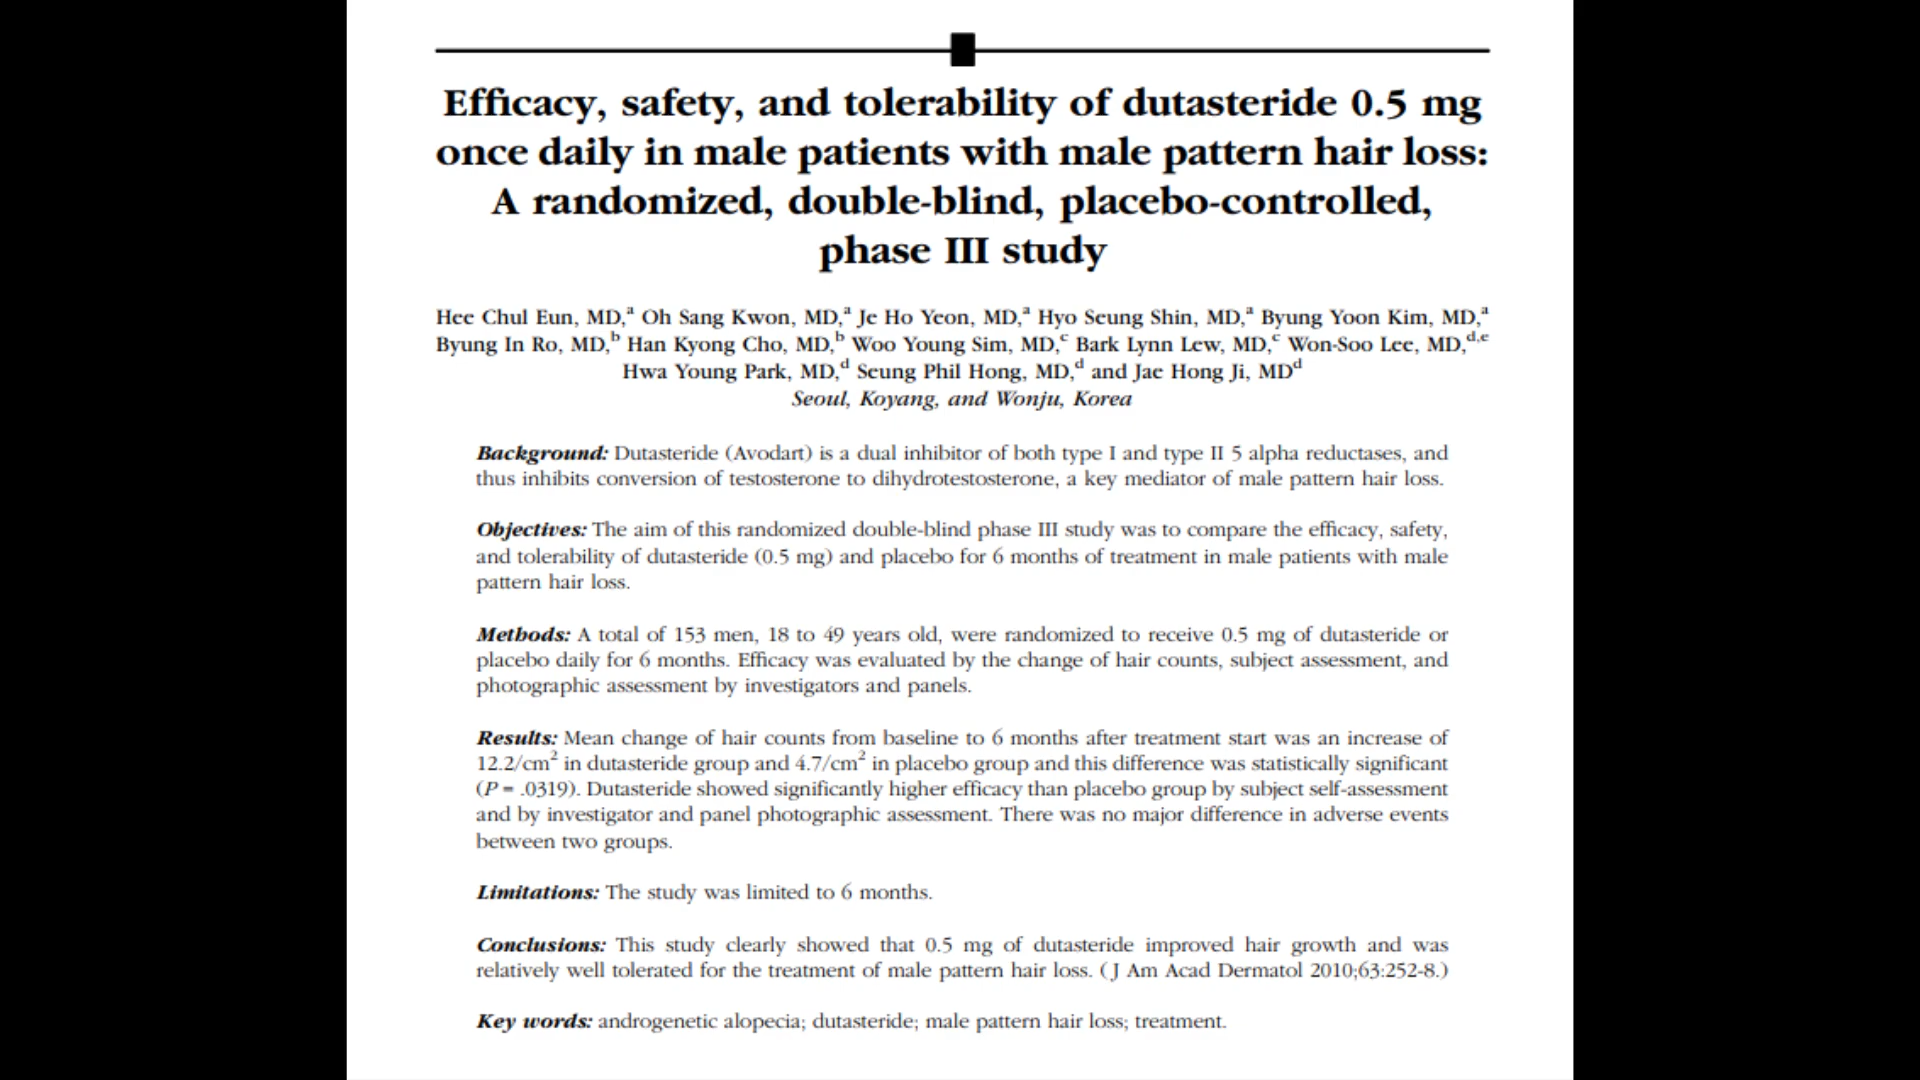 Efficacy, safety, and tolerability of dutasteride 0.5 mg
once daily in male patients with male pattern hair loss:
A randomized, double-blind, placebo-controlled,
phase III study
Hee Chul Eun, MD,ᵃ Oh Sang Kwon, MD,ᵃ Je Ho Yeon, MD,ᵃ Hyo Seung Shin, MD,ᵃ Byung Yoon Kim, MD,ᵃ
Byung In Ro, MD,ᵇ Han Kyong Cho, MD,ᵇ Woo Young Sim, MD,ᶜ Bark Lynn Lew, MD,ᶜ Won-Soo Lee, MD,ᵈ,ᵉ
Hwa Young Park, MD,ᵈ Seung Phil Hong, MD,ᵈ and Jae Hong Ji, MDᵈ
Seoul, Koyang, and Wonju, Korea
Background: Dutasteride (Avodart) is a dual inhibitor of both type I and type II 5 alpha reductases, and
thus inhibits conversion of testosterone to dihydrotestosterone, a key mediator of male pattern hair loss.
Objectives: The aim of this randomized double-blind phase III study was to compare the efficacy, safety,
and tolerability of dutasteride (0.5 mg) and placebo for 6 months of treatment in male patients with male
pattern hair loss.
Methods: A total of 153 men, 18 to 49 years old, were randomized to receive 0.5 mg of dutasteride or
placebo daily for 6 months. Efficacy was evaluated by the change of hair counts, subject assessment, and
photographic assessment by investigators and panels.
Results: Mean change of hair counts from baseline to 6 months after treatment start was an increase of
12.2/cm² in dutasteride group and 4.7/cm² in placebo group and this difference was statistically significant
(P = .0319). Dutasteride showed significantly higher efficacy than placebo group by subject self-assessment
and by investigator and panel photographic assessment. There was no major difference in adverse events
between two groups.
Limitations: The study was limited to 6 months.
Conclusions: This study clearly showed that 0.5 mg of dutasteride improved hair growth and was
relatively well tolerated for the treatment of male pattern hair loss. ( J Am Acad Dermatol 2010;63:252-8.)
Key words: androgenetic alopecia; dutasteride; male pattern hair loss; treatment.